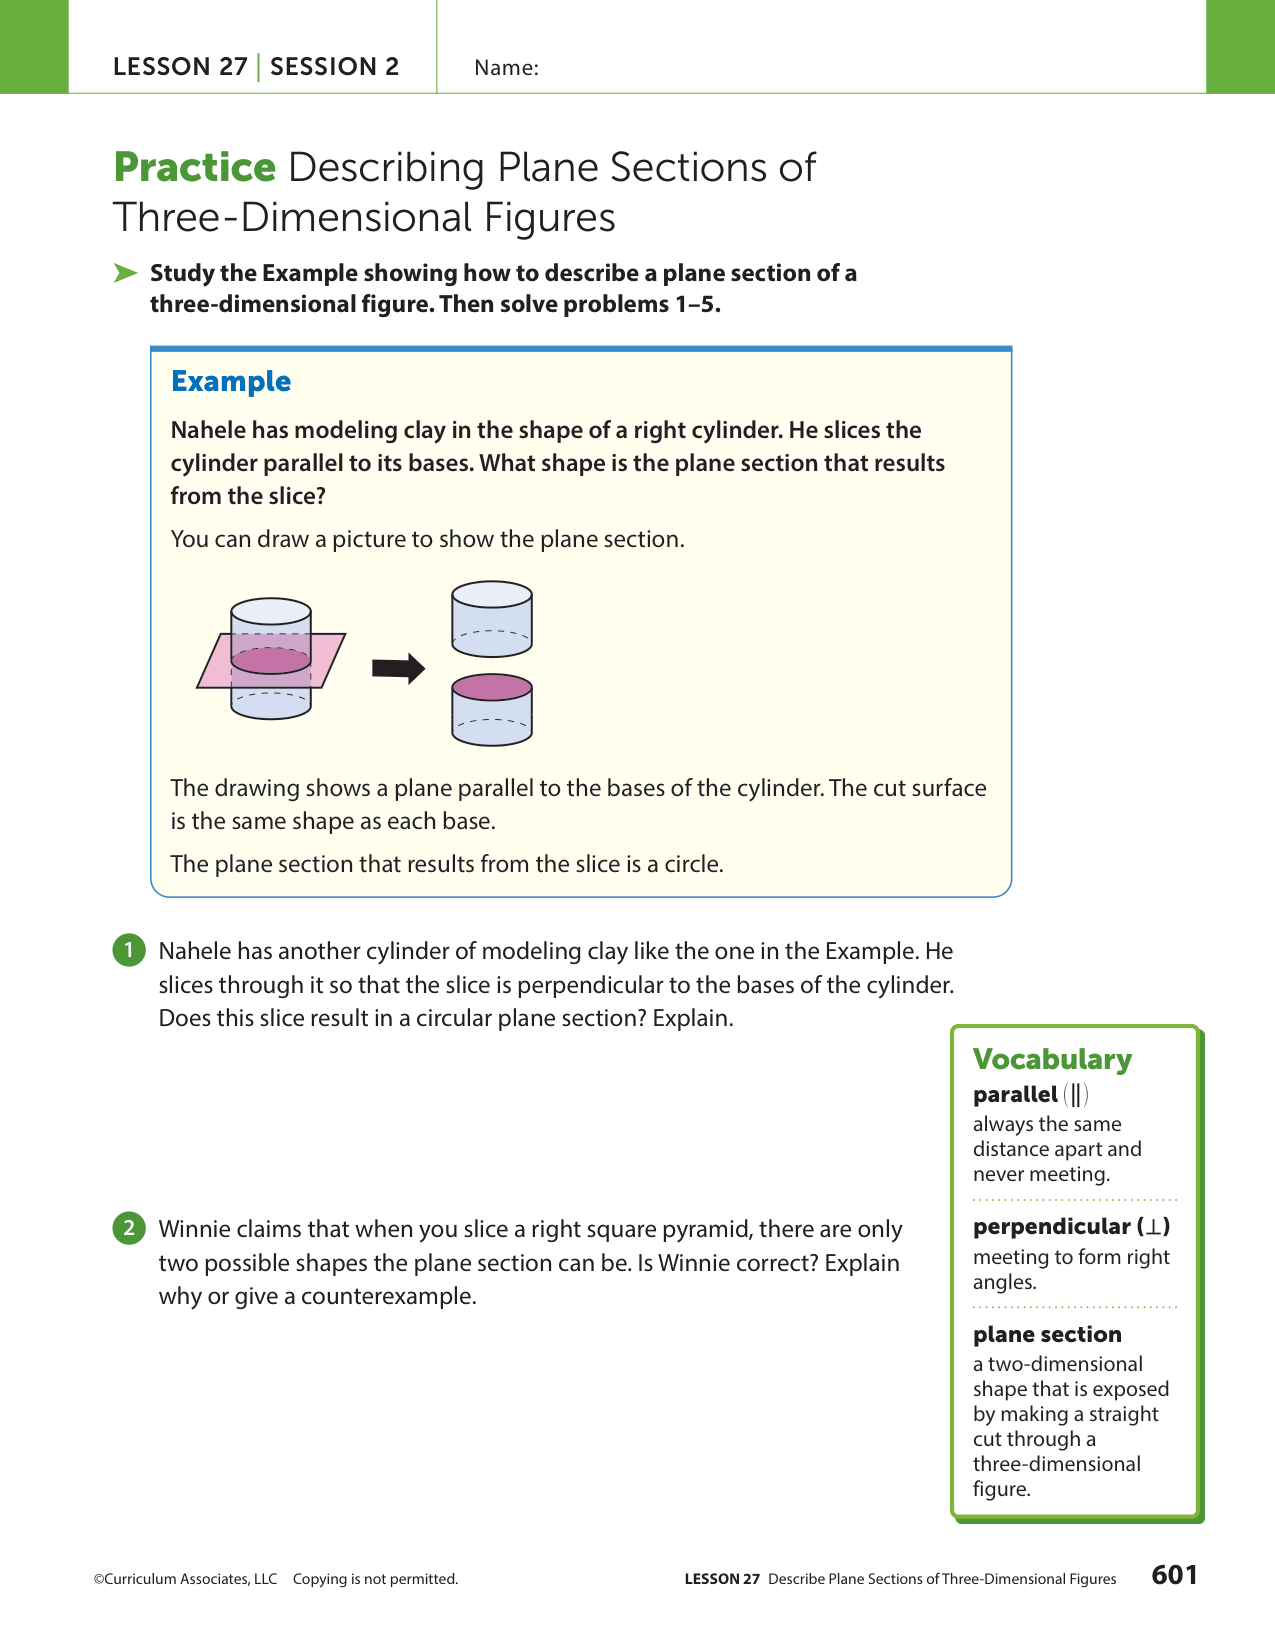 LESSON 27 | SESSION 2
Name:
Practice Describing Plane Sections of
Three-Dimensional Figures
Study the Example showing how to describe a plane section of a
three-dimensional figure. Then solve problems 1–5.
Example
Nahele has modeling clay in the shape of a right cylinder. He slices the
cylinder parallel to its bases. What shape is the plane section that results
from the slice?
You can draw a picture to show the plane section.
The drawing shows a plane parallel to the bases of the cylinder. The cut surface
is the same shape as each base.
The plane section that results from the slice is a circle.
1 Nahele has another cylinder of modeling clay like the one in the Example. He
slices through it so that the slice is perpendicular to the bases of the cylinder.
Does this slice result in a circular plane section? Explain.
2 Winnie claims that when you slice a right square pyramid, there are only
two possible shapes the plane section can be. Is Winnie correct? Explain
why or give a counterexample.
Vocabulary
parallel (∥)
always the same
distance apart and
never meeting.
perpendicular (⊥)
meeting to form right
angles.
plane section
a two-dimensional
shape that is exposed
by making a straight
cut through a
three-dimensional
figure.
©Curriculum Associates, LLC Copying is not permitted.
LESSON 27 Describe Plane Sections of Three-Dimensional Figures 601